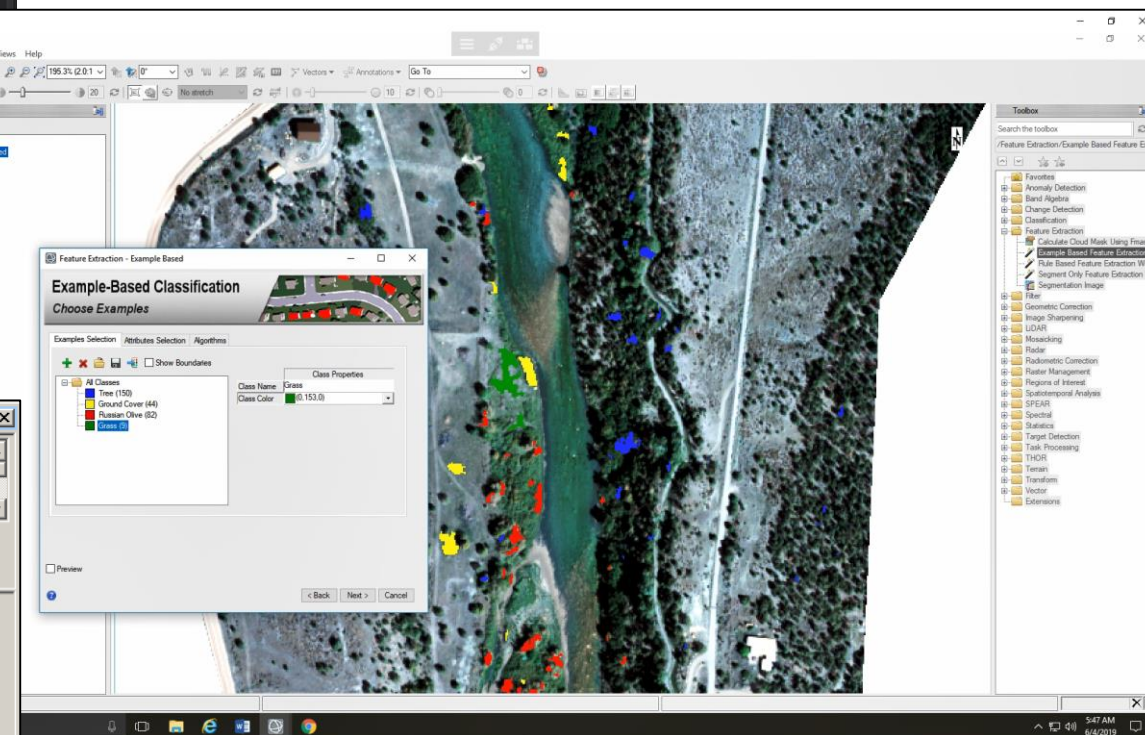 iews Help
195.3% (2.0:1
0°
Vectors
Annotations
Go To
20
No stretch
10
0
Toolbox
Search the toolbox
/Feature Extraction/Example Based Feature Ex
Favorites
Anomaly Detection
Band Algebra
Change Detection
Classification
Feature Extraction
Calculate Cloud Mask Using Fmas
Example Based Feature Extraction
Rule Based Feature Extraction W
Segment Only Feature Extraction
Segmentation Image
Filter
Geometric Correction
Image Sharpening
LiDAR
Mosaicking
Radar
Radiometric Correction
Raster Management
Regions of Interest
Spatiotemporal Analysis
SPEAR
Spectral
Statistics
Target Detection
Task Processing
THOR
Terrain
Transform
Vector
Extensions
N
ed
Feature Extraction - Example Based
Example-Based Classification
Choose Examples
Examples Selection Attributes Selection Algorithms
Show Boundaries
All Classes
Tree (150)
Ground Cover (44)
Russian Olive (82)
Grass (9)
Class Properties
Class Name Grass
Class Color (0,153,0)
Preview
< Back Next > Cancel
5:47 AM
6/4/2019